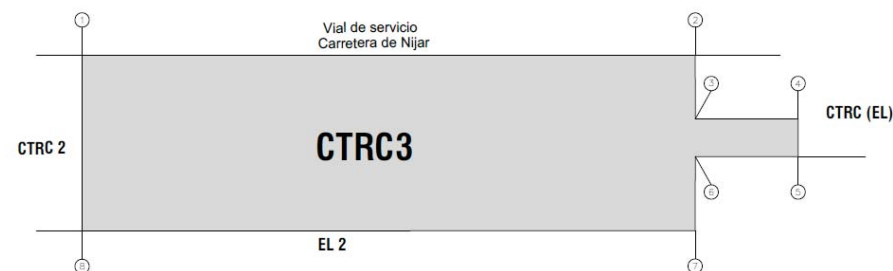 1
2
Vial de servicio
Carretera de Nijar
3
4
CTRC (EL)
CTRC 2
CTRC3
6
5
EL 2
8
7